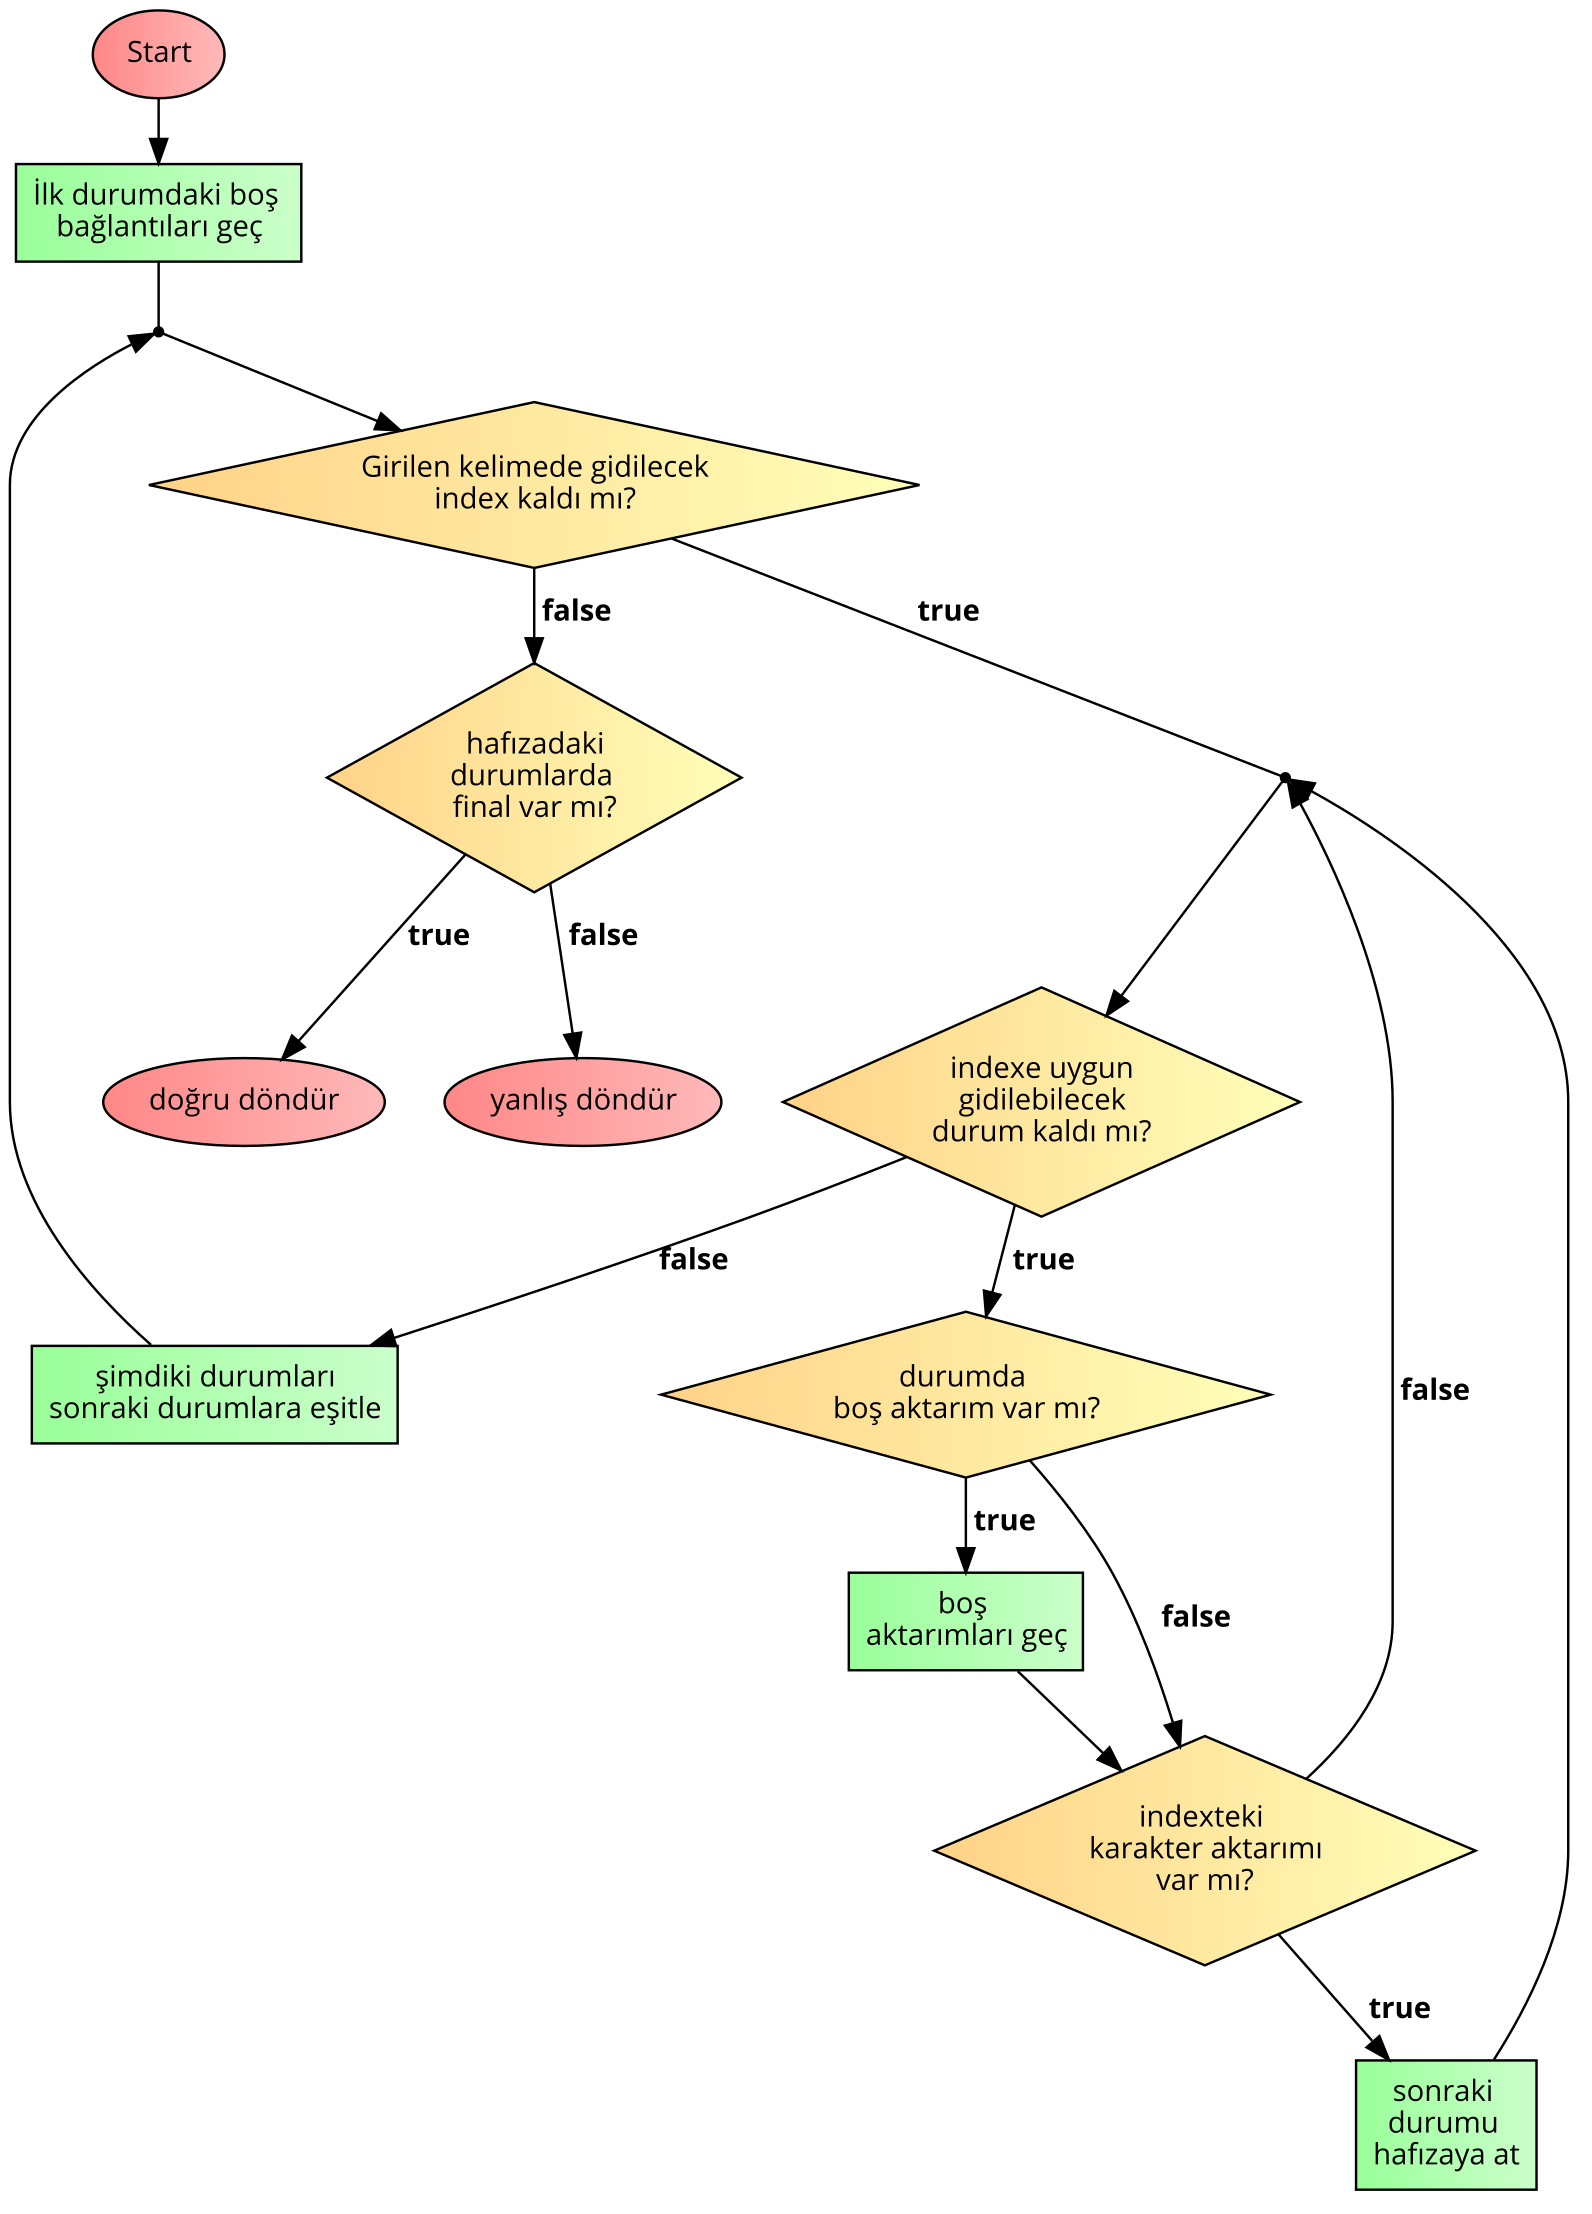 Start
İlk durumdaki boş
bağlantıları geç
Girilen kelimede gidilecek
index kaldı mı?
false
true
hafızadaki
durumlarda
final var mı?
true
false
doğru döndür
yanlış döndür
indexe uygun
gidilebilecek
durum kaldı mı?
false
true
şimdiki durumları
sonraki durumlara eşitle
durumda
boş aktarım var mı?
false
true
boş
aktarımları geç
false
indexteki
karakter aktarımı
var mı?
true
sonraki
durumu
hafızaya at